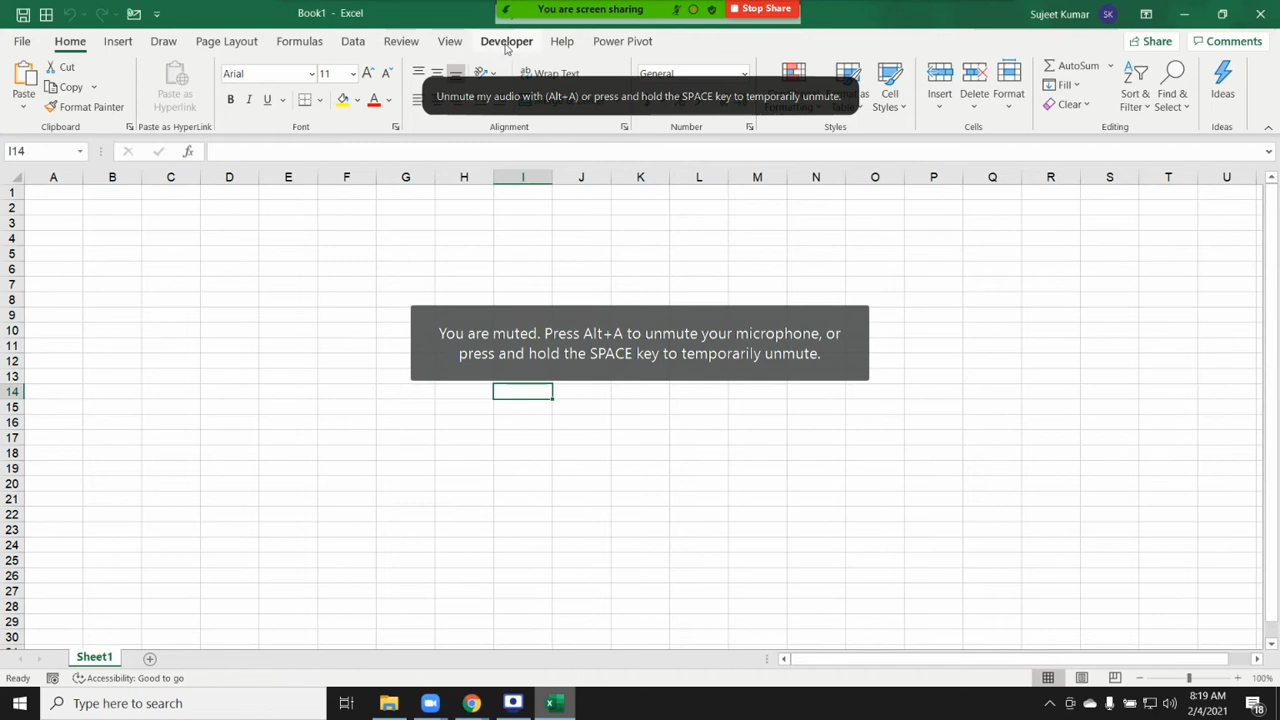 Book1 - Excel
You are screen sharing
Stop Share
Sujeet Kumar
SK
File Home Insert Draw Page Layout Formulas Data Review View Developer Help Power Pivot
Share
Comments
Paste
Cut
Copy
Format Painter
Clipboard
Paste as Hyperlink
Paste as Hyperlink
Arial
11
B I U
A
Wrap Text
Alignment
General
Number
Unmute my audio with (Alt+A) or press and hold the SPACE key to temporarily unmute.
Cell Styles
Styles
Insert
Delete
Format
Cells
AutoSum
Fill
Clear
Sort & Filter
Find & Select
Editing
Ideas
Ideas
I14
fx
A B C D E F G H I J K L M N O P Q R S T U
1
2
3
4
5
6
7
8
9
10
11
12
13
14
15
16
17
18
19
20
21
22
23
24
25
26
27
28
29
30
You are muted. Press Alt+A to unmute your microphone, or
press and hold the SPACE key to temporarily unmute.
Sheet1
Ready
Accessibility: Good to go
100%
Type here to search
8:19 AM
2/4/2021
18